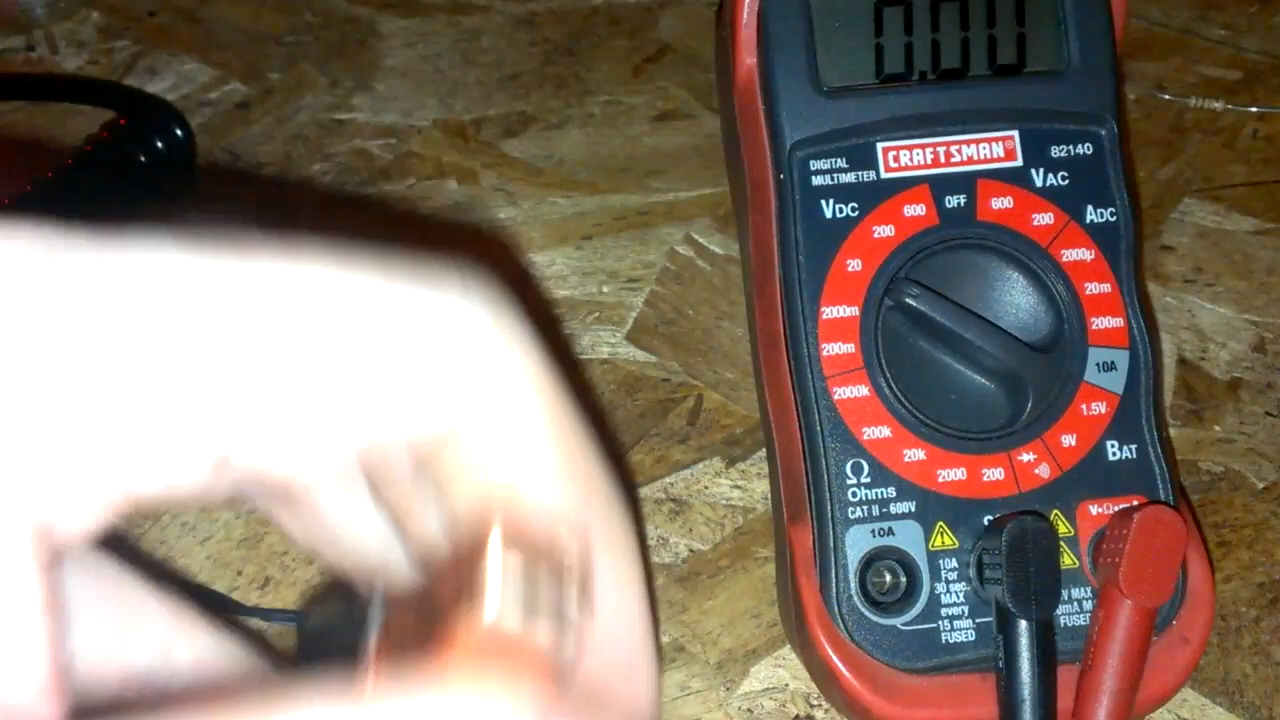 0.00
DIGITAL
MULTIMETER
CRAFTSMAN®
82140
VDC
OFF
VAC
ADC
600
200
20
2000m
200m
600
200
2000µ
20m
200m
10A
1.5V
9V
BAT
2000k
200k
20k
2000
200
Ω
Ohms
CAT II - 600V
10A
10A
For
30 sec.
MAX
every
15 min.
FUSED
V•Ω•mA
MAX
FUSED